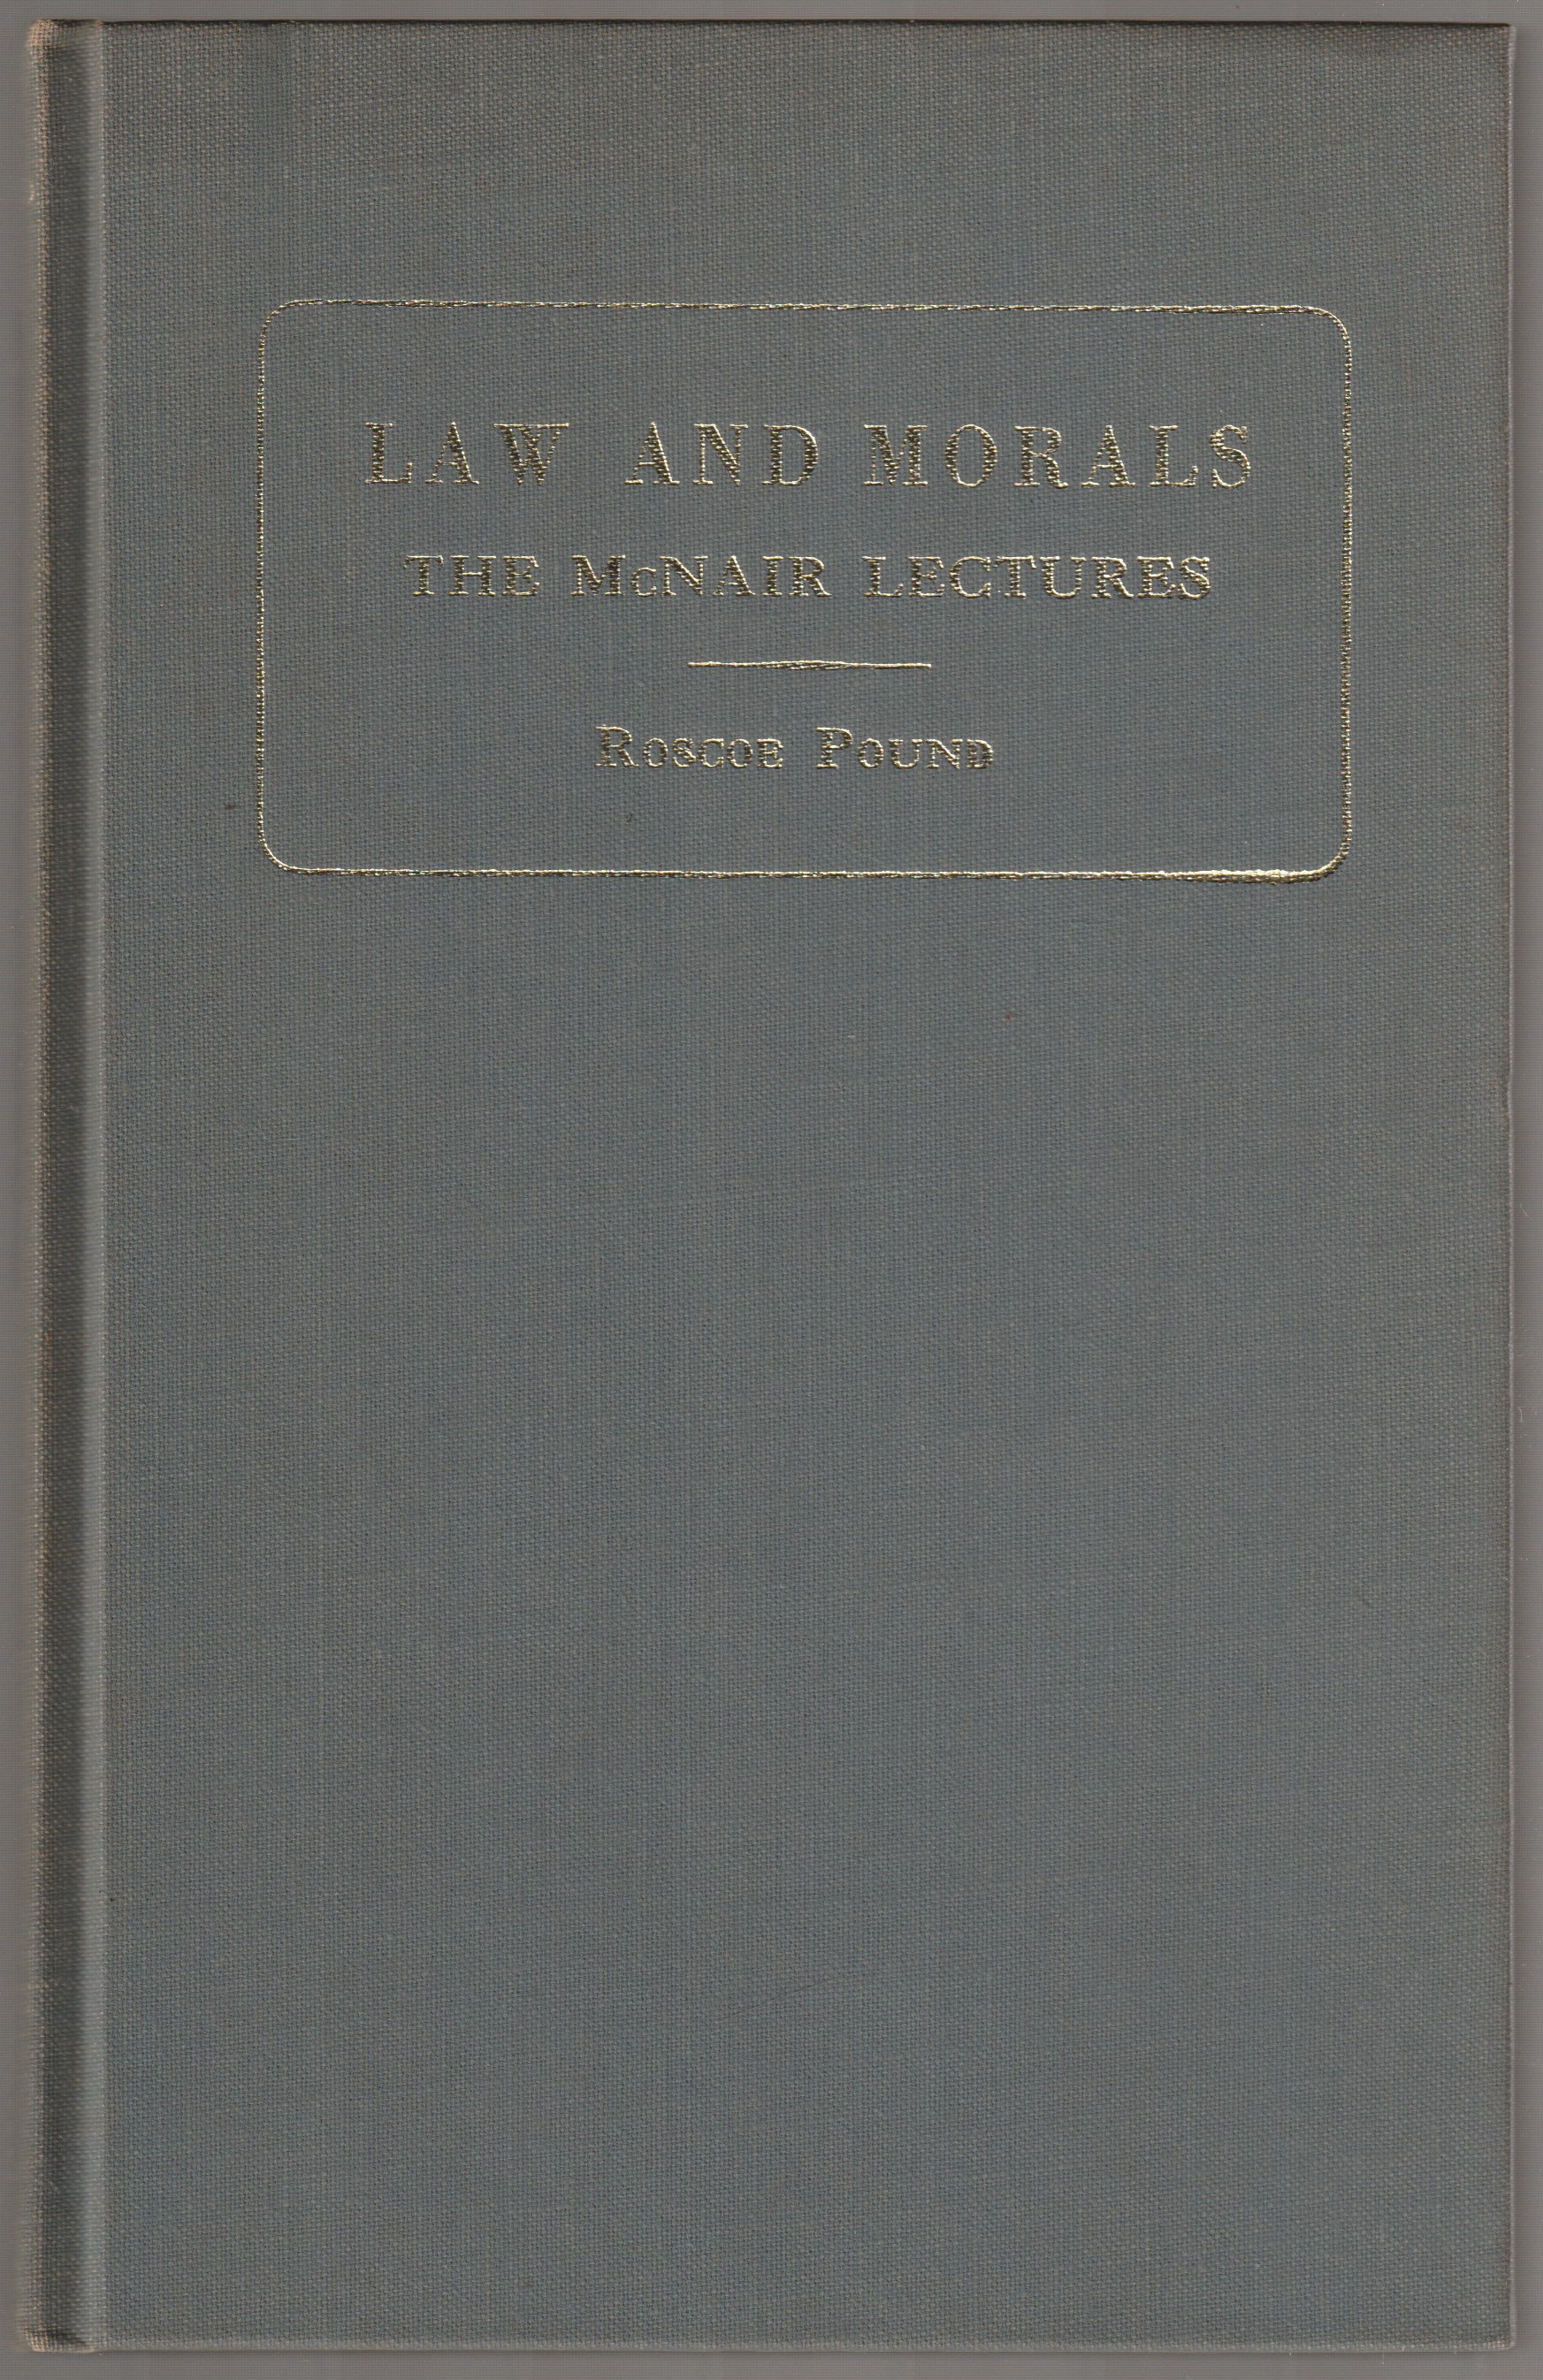 LAW AND MORALS
THE McNAIR LECTURES
ROSCOE POUND